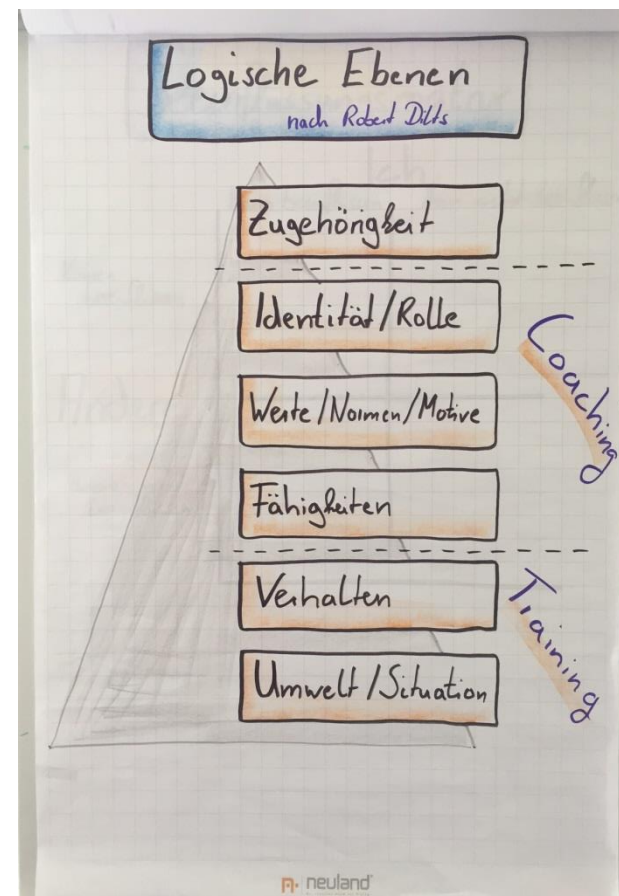 Logische Ebenen
nach Robert Dilts
Zugehörigkeit
Identität/Rolle
Werte/Normen/Motive
Fähigkeiten
Verhalten
Umwelt/Situation
Coaching
Training
neuland